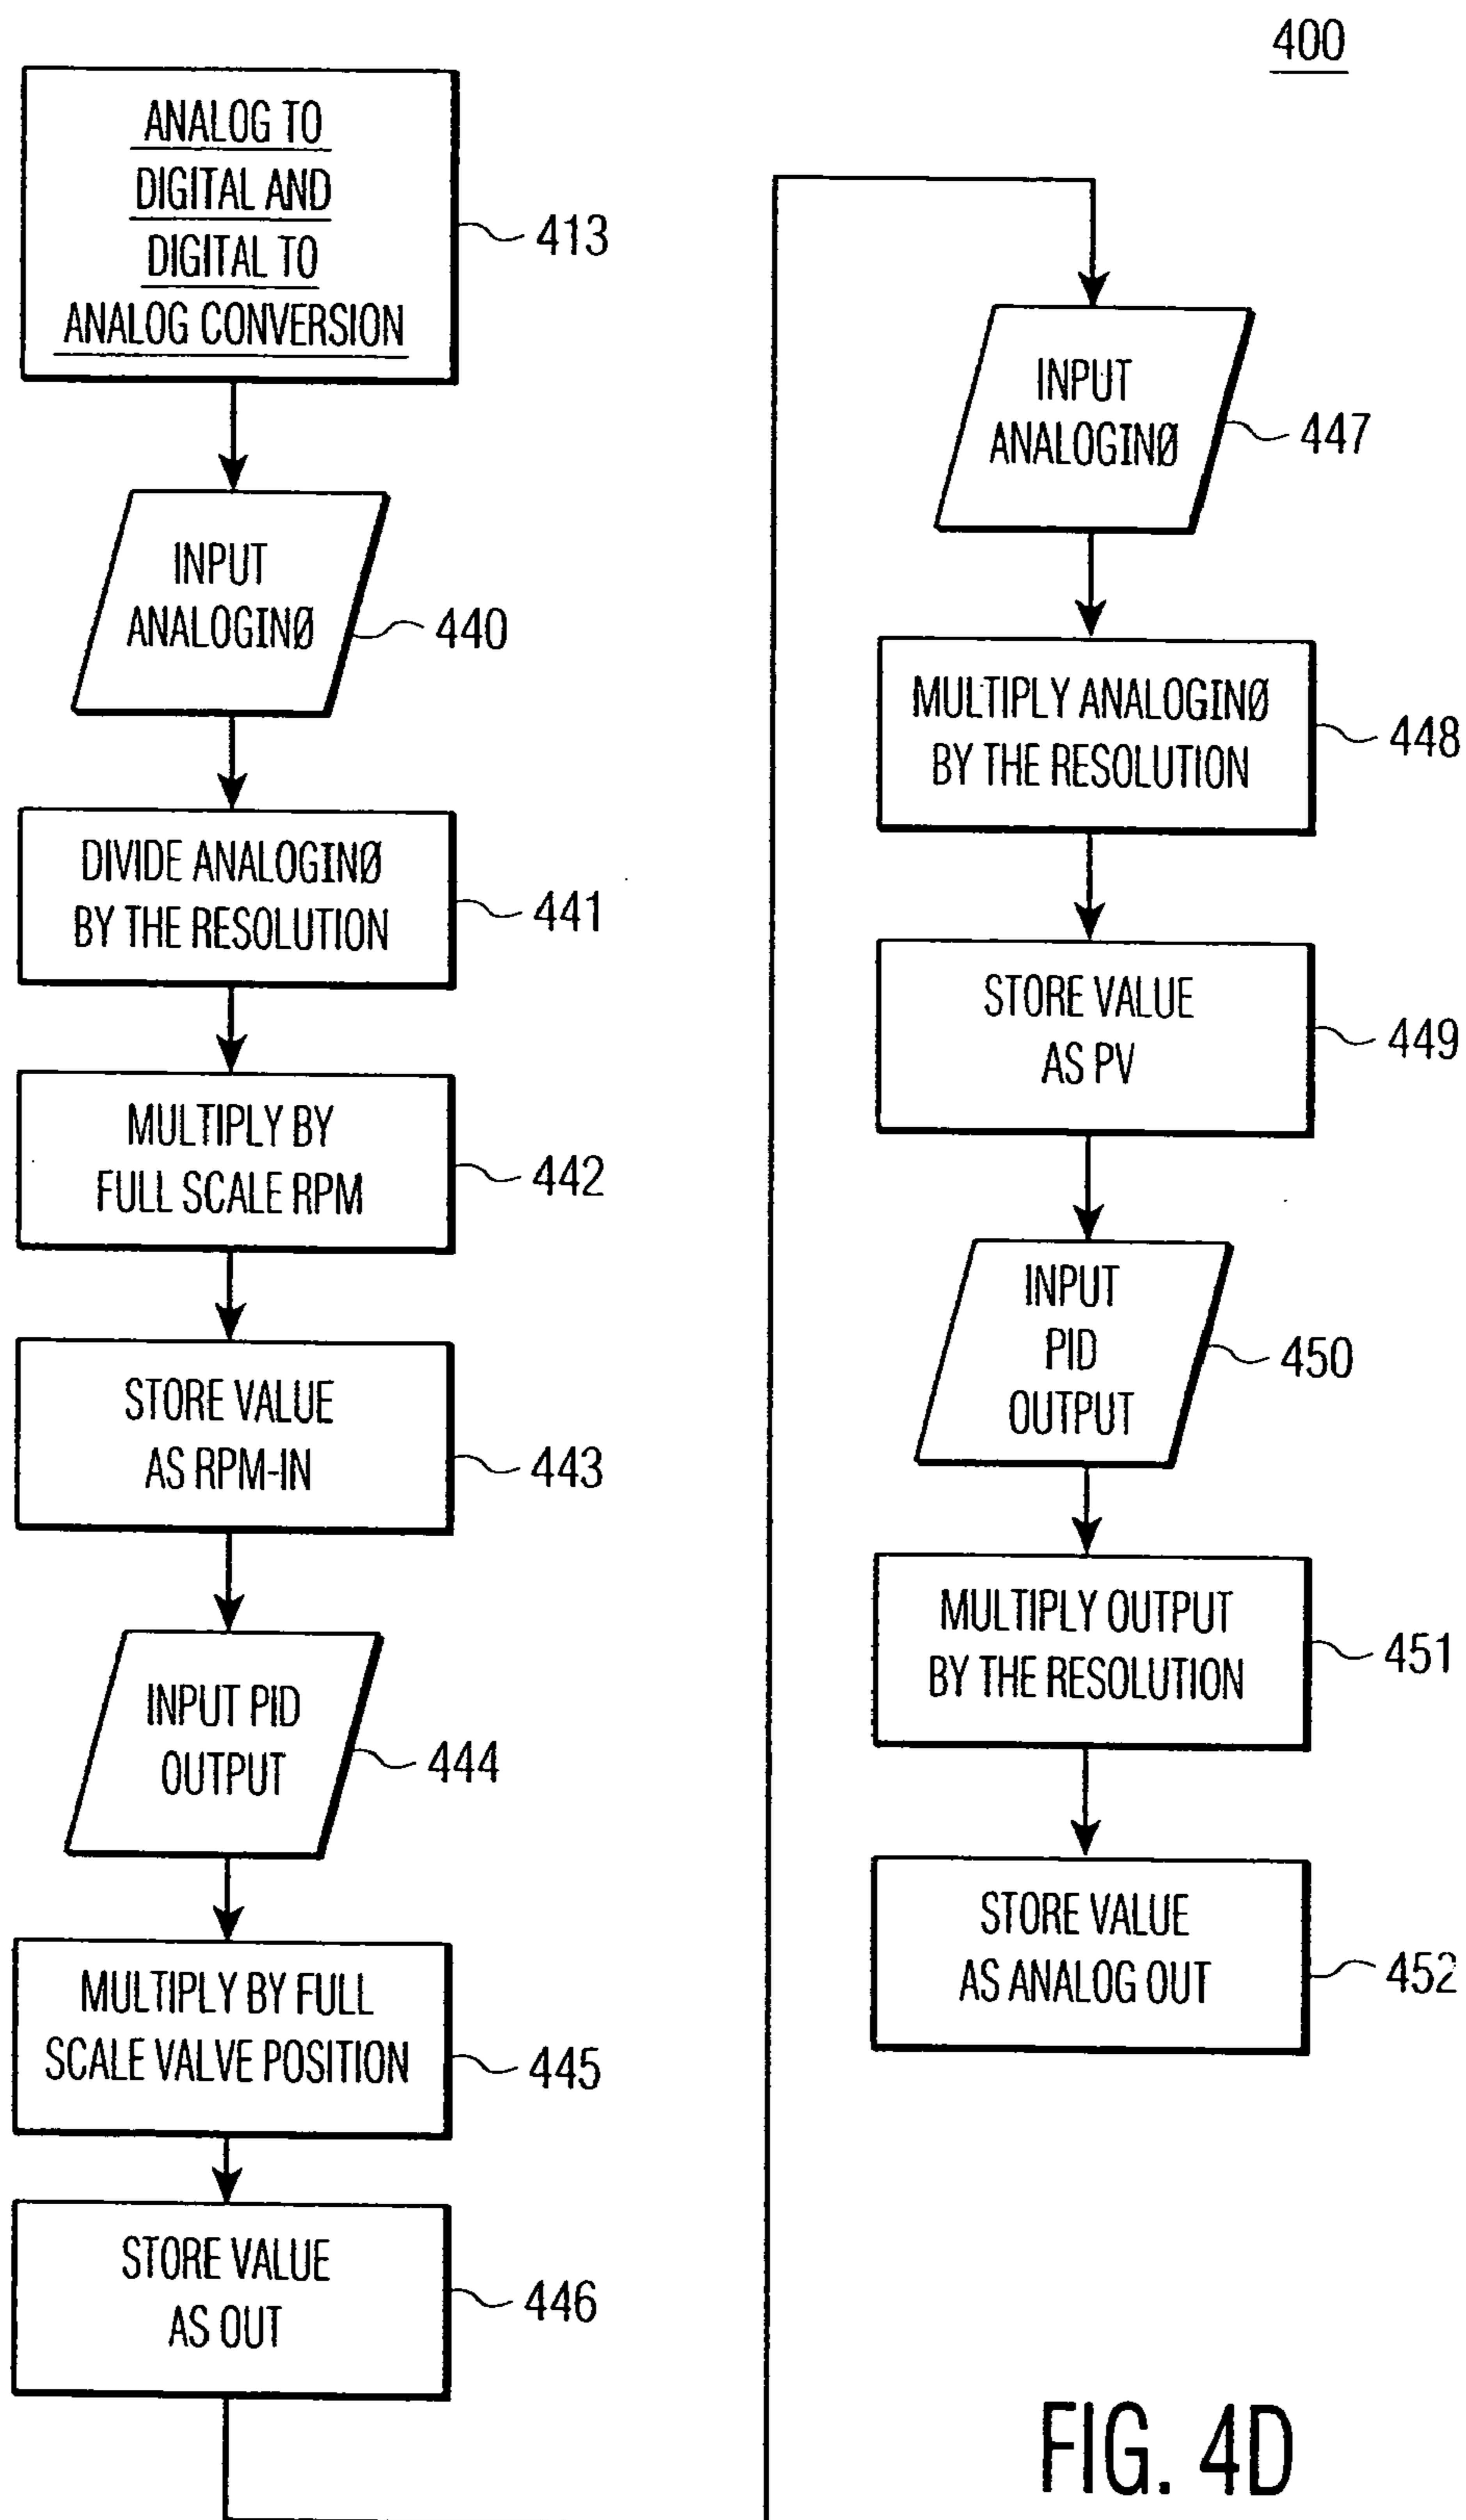 400
ANALOG TO
DIGITAL AND
DIGITAL TO
ANALOG CONVERSION
413
INPUT
ANALOGINØ
440
DIVIDE ANALOGINØ
BY THE RESOLUTION
441
MULTIPLY BY
FULL SCALE RPM
442
STORE VALUE
AS RPM-IN
443
INPUT PID
OUTPUT
444
MULTIPLY BY FULL
SCALE VALVE POSITION
445
STORE VALUE
AS OUT
446
INPUT
ANALOGINØ
447
MULTIPLY ANALOGINØ
BY THE RESOLUTION
448
STORE VALUE
AS PV
449
INPUT
PID
OUTPUT
450
MULTIPLY OUTPUT
BY THE RESOLUTION
451
STORE VALUE
AS ANALOG OUT
452
FIG. 4D